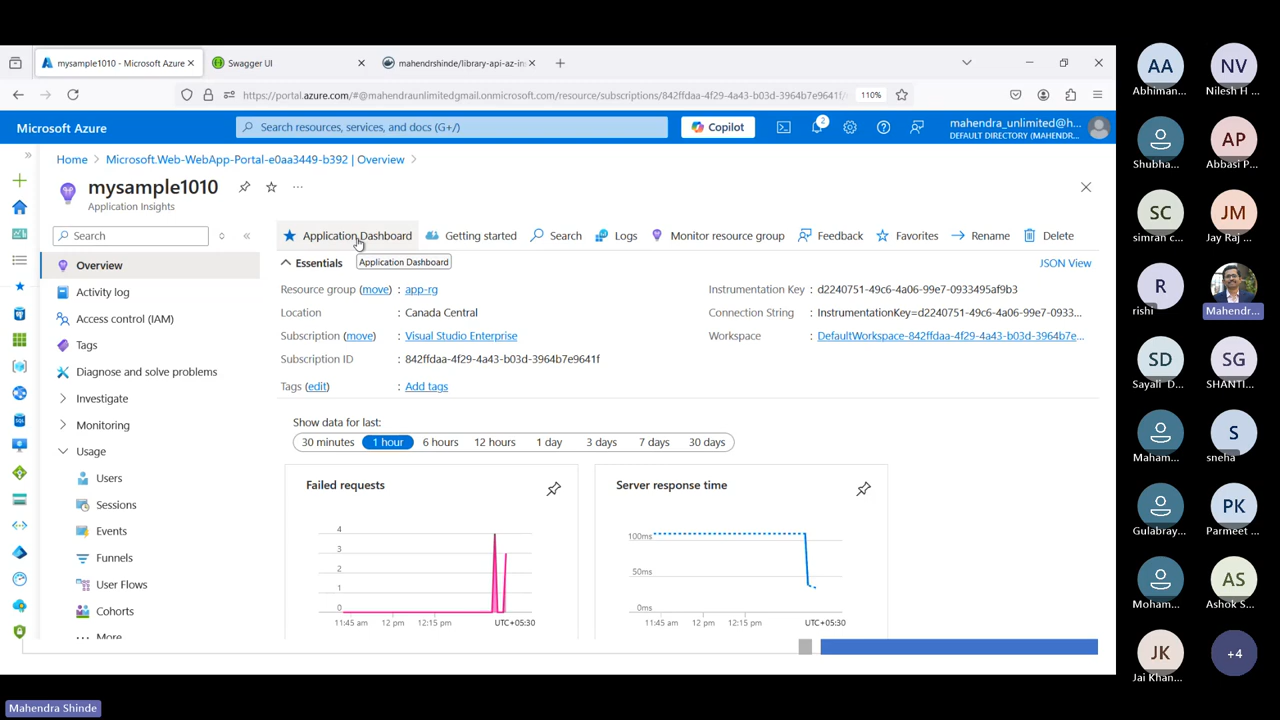 mysample1010 - Microsoft Azure
Swagger UI
mahendrshinde/library-api-az-in
https://portal.azure.com/#@mahendraunlimitedgmail.onmicrosoft.com/resource/subscriptions/842ffdaa-4f29-4a43-b03d-3964b7e9641f/
110%
Microsoft Azure
Search resources, services, and docs (G+/)
Copilot
2
mahendra_unlimited@h...
DEFAULT DIRECTORY (MAHENDR...
Home > Microsoft.Web-WebApp-Portal-e0aa3449-b392 | Overview >
mysample1010
Application Insights
Search
Overview
Activity log
Access control (IAM)
Tags
Diagnose and solve problems
Investigate
Monitoring
Usage
Users
Sessions
Events
Funnels
User Flows
Cohorts
More
Application Dashboard
Getting started
Search
Logs
Monitor resource group
Feedback
Favorites
Rename
Delete
Application Dashboard
Essentials
JSON View
Resource group (move) : app-rg
Location : Canada Central
Subscription (move) : Visual Studio Enterprise
Subscription ID : 842ffdaa-4f29-4a43-b03d-3964b7e9641f
Tags (edit) : Add tags
Instrumentation Key : d2240751-49c6-4a06-99e7-0933495af9b3
Connection String : InstrumentationKey=d2240751-49c6-4a06-99e7-0933...
Workspace : DefaultWorkspace-842ffdaa-4f29-4a43-b03d-3964b7e...
Show data for last:
30 minutes 1 hour 6 hours 12 hours 1 day 3 days 7 days 30 days
Failed requests
4
3
2
1
0
11:45 am 12 pm 12:15 pm UTC+05:30
Server response time
100ms
50ms
0ms
11:45 am 12 pm 12:15 pm UTC+05:30
AA
Abhiman...
NV
Nilesh H ...
Shubha...
AP
Abbasi P...
SC
simran c...
JM
Jay Raj ...
R
rishi
Mahendr...
SD
Sayali D...
SG
SHANTI...
Maham...
S
sneha
Gulabray...
PK
Parmeet ...
Moham...
AS
Ashok S...
JK
Jai Khan...
+4
Mahendra Shinde